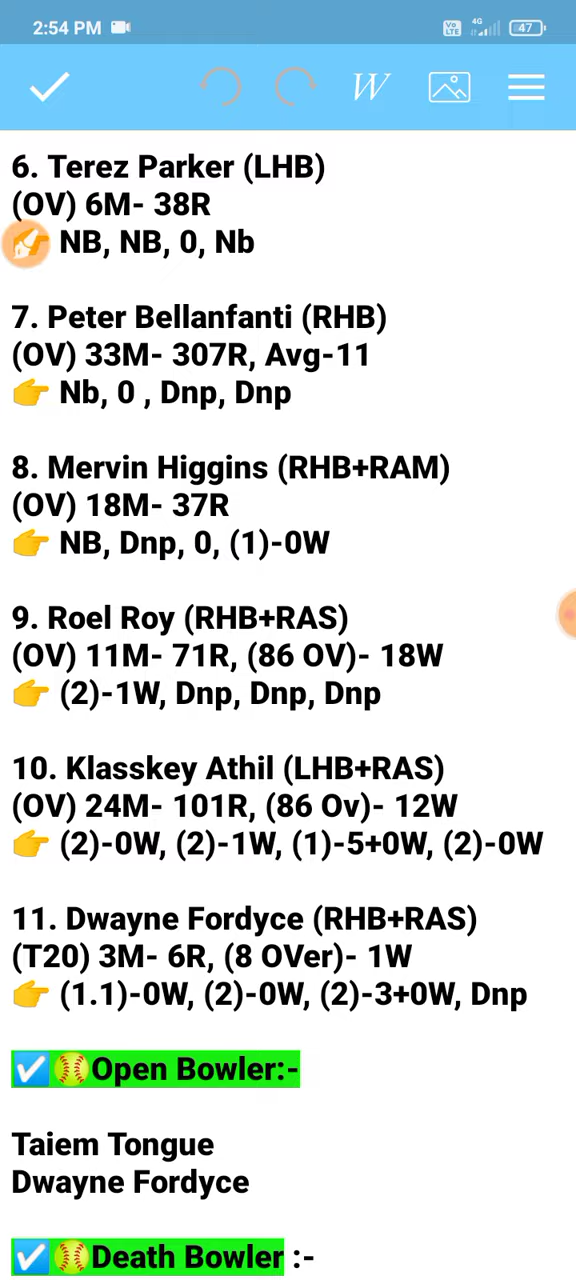 2:54 PM
Vo LTE
4G
47
W
6. Terez Parker (LHB)
(OV) 6M- 38R
NB, NB, 0, Nb
7. Peter Bellanfanti (RHB)
(OV) 33M- 307R, Avg-11
👉 Nb, 0 , Dnp, Dnp
8. Mervin Higgins (RHB+RAM)
(OV) 18M- 37R
👉 NB, Dnp, 0, (1)-0W
9. Roel Roy (RHB+RAS)
(OV) 11M- 71R, (86 OV)- 18W
👉 (2)-1W, Dnp, Dnp, Dnp
10. Klasskey Athil (LHB+RAS)
(OV) 24M- 101R, (86 Ov)- 12W
👉 (2)-0W, (2)-1W, (1)-5+0W, (2)-0W
11. Dwayne Fordyce (RHB+RAS)
(T20) 3M- 6R, (8 OVer)- 1W
👉 (1.1)-0W, (2)-0W, (2)-3+0W, Dnp
☑️🥎Open Bowler:-
Taiem Tongue
Dwayne Fordyce
☑️🥎Death Bowler :-